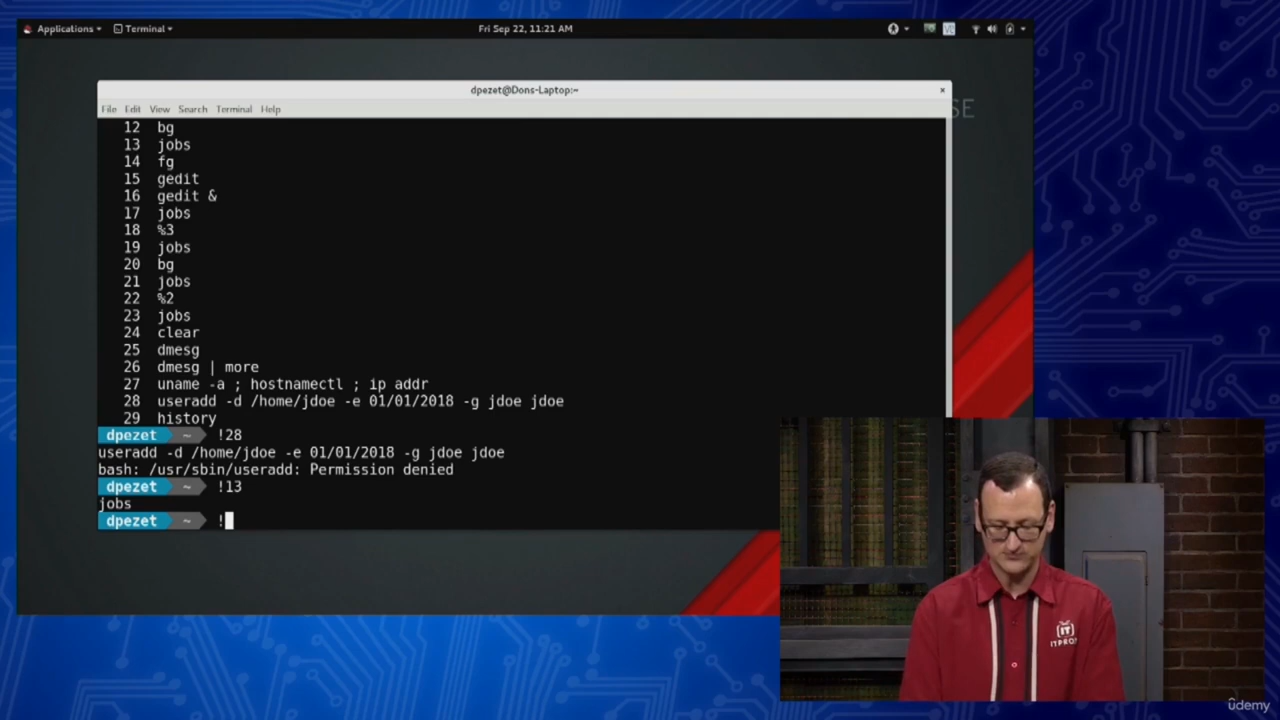 Applications Terminal Fri Sep 22, 11:21 AM
SE
dpezet@Dons-Laptop:~ ×
File Edit View Search Terminal Help
12 bg
13 jobs
14 fg
15 gedit
16 gedit &
17 jobs
18 %3
19 jobs
20 bg
21 jobs
22 %2
23 jobs
24 clear
25 dmesg
26 dmesg | more
27 uname -a ; hostnamectl ; ip addr
28 useradd -d /home/jdoe -e 01/01/2018 -g jdoe jdoe
29 history
dpezet ~ !28
useradd -d /home/jdoe -e 01/01/2018 -g jdoe jdoe
bash: /usr/sbin/useradd: Permission denied
dpezet ~ !13
jobs
dpezet ~ !
IT
ITPRO
ûdemy